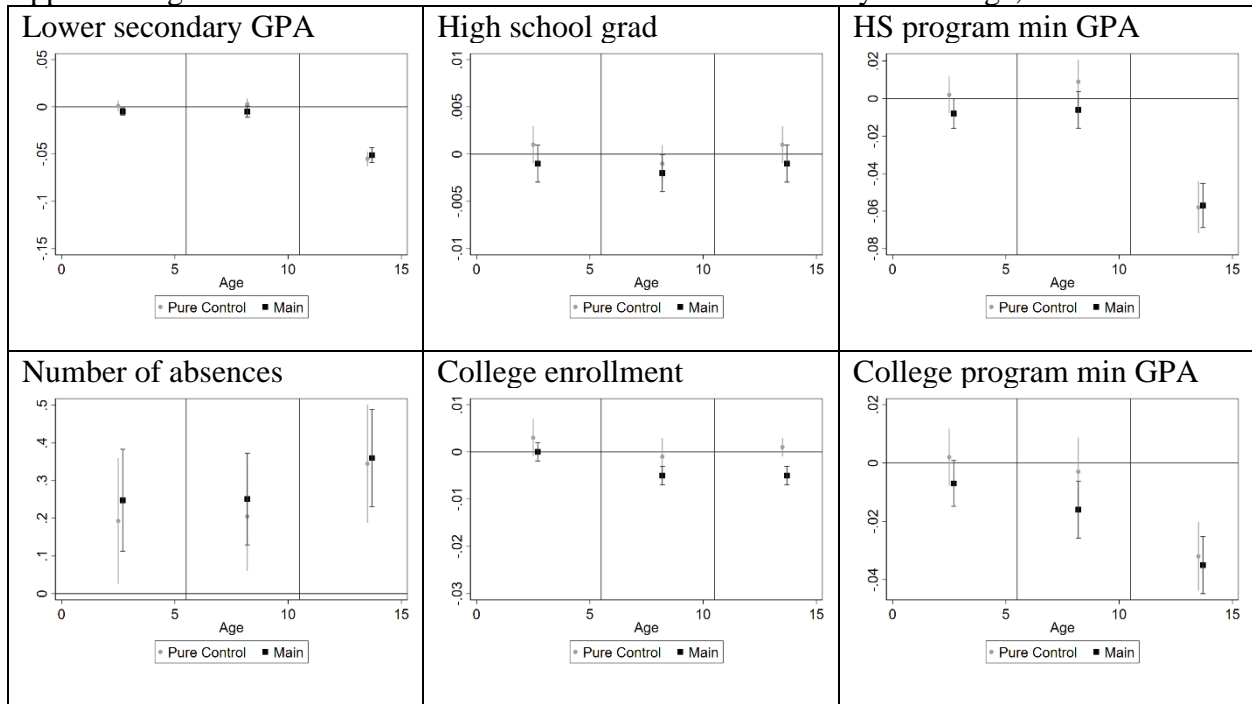 Lower secondary GPA
.05
0
-.05
-.1
-.15
0 5 10 15
Age
Pure Control Main
High school grad
.01
.005
0
-.005
-.01
0 5 10 15
Age
Pure Control Main
HS program min GPA
.02
0
-.02
-.04
-.06
-.08
0 5 10 15
Age
Pure Control Main
Number of absences
.5
.4
.3
.2
.1
0
0 5 10 15
Age
Pure Control Main
College enrollment
.01
0
-.01
-.02
-.03
0 5 10 15
Age
Pure Control Main
College program min GPA
.02
0
-.02
-.04
0 5 10 15
Age
Pure Control Main